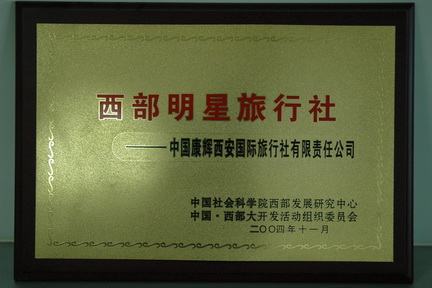 西部明星旅行社
——中国康辉西安国际旅行社有限责任公司
中国社会科学院西部发展研究中心
中国·西部大开发活动组织委员会
二〇〇四年十一月